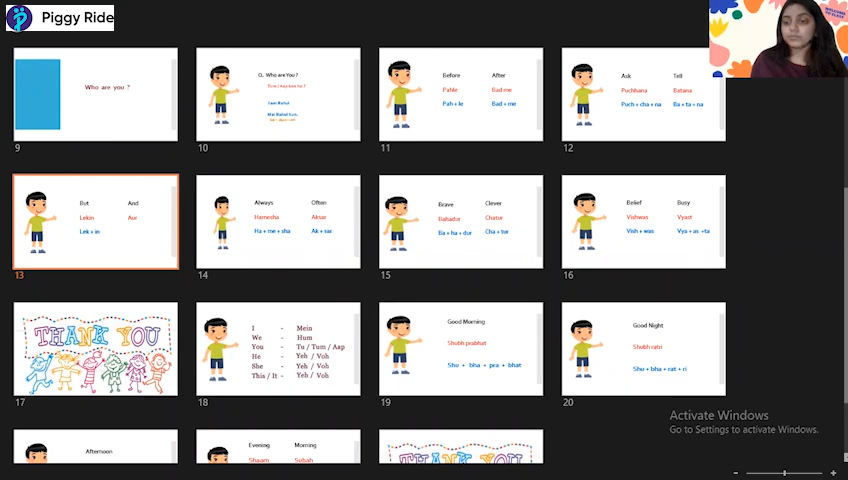 Piggy Ride
WELCOME TO CLASS
Who are you ?
9
Q. Who are You ?
I am Rahul
Mai Rahul hun.
10
Before After
Pahle Bad me
Pah + le Bad + me
11
Ask Tell
Puchhana Batana
Puch + cha + na Ba + ta + na
12
But And
Lekin Aur
Lek + in
13
Always Often
Hamesha Aksar
Ha + me + sha Ak + sar
14
Brave Clever
Bahadur Chatur
Ba + ha + dur Cha + tur
15
Belief Busy
Vishwas Vyast
Vish + was Vya + as +ta
16
THANK YOU
17
I - Mein
We - Hum
You - Tu / Tum / Aap
He - Yeh / Voh
She - Yeh / Voh
This / It - Yeh / Voh
18
Good Morning
Shubh prabhat
Shu + bha + pra + bhat
19
Good Night
Shubh ratri
Shu + bha + rat + ri
20
Afternoon
Evening Morning
Shaam Subah
THANK YOU
Activate Windows
Go to Settings to activate Windows.